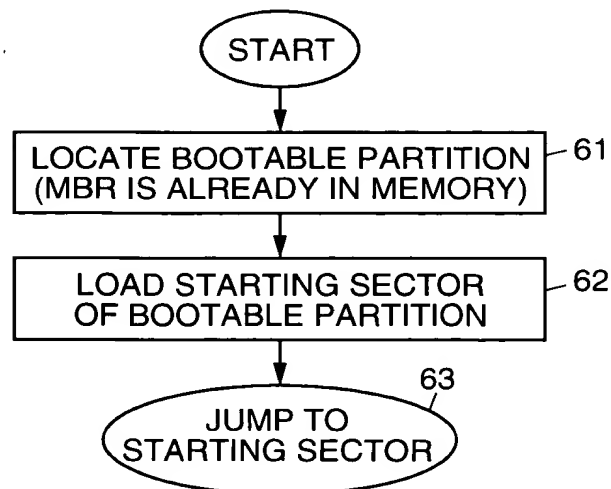 START
LOCATE BOOTABLE PARTITION
(MBR IS ALREADY IN MEMORY)
61
LOAD STARTING SECTOR
OF BOOTABLE PARTITION
62
63
JUMP TO
STARTING SECTOR